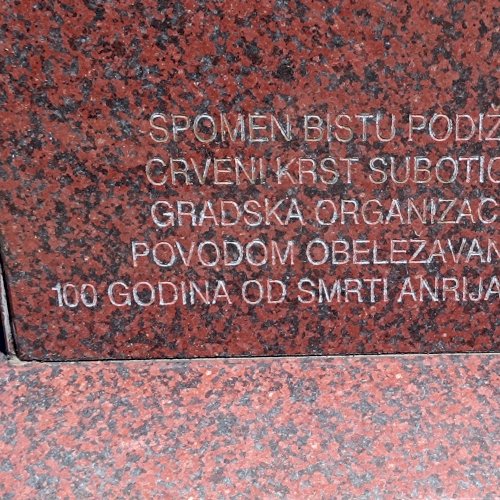 SPOMEN BISTU PODIZ
CRVENI KRST SUBOTIC
GRADSKA ORGANIZAC
POVODOM OBELEŽAVAN
100 GODINA OD SMRTI ANRIJA